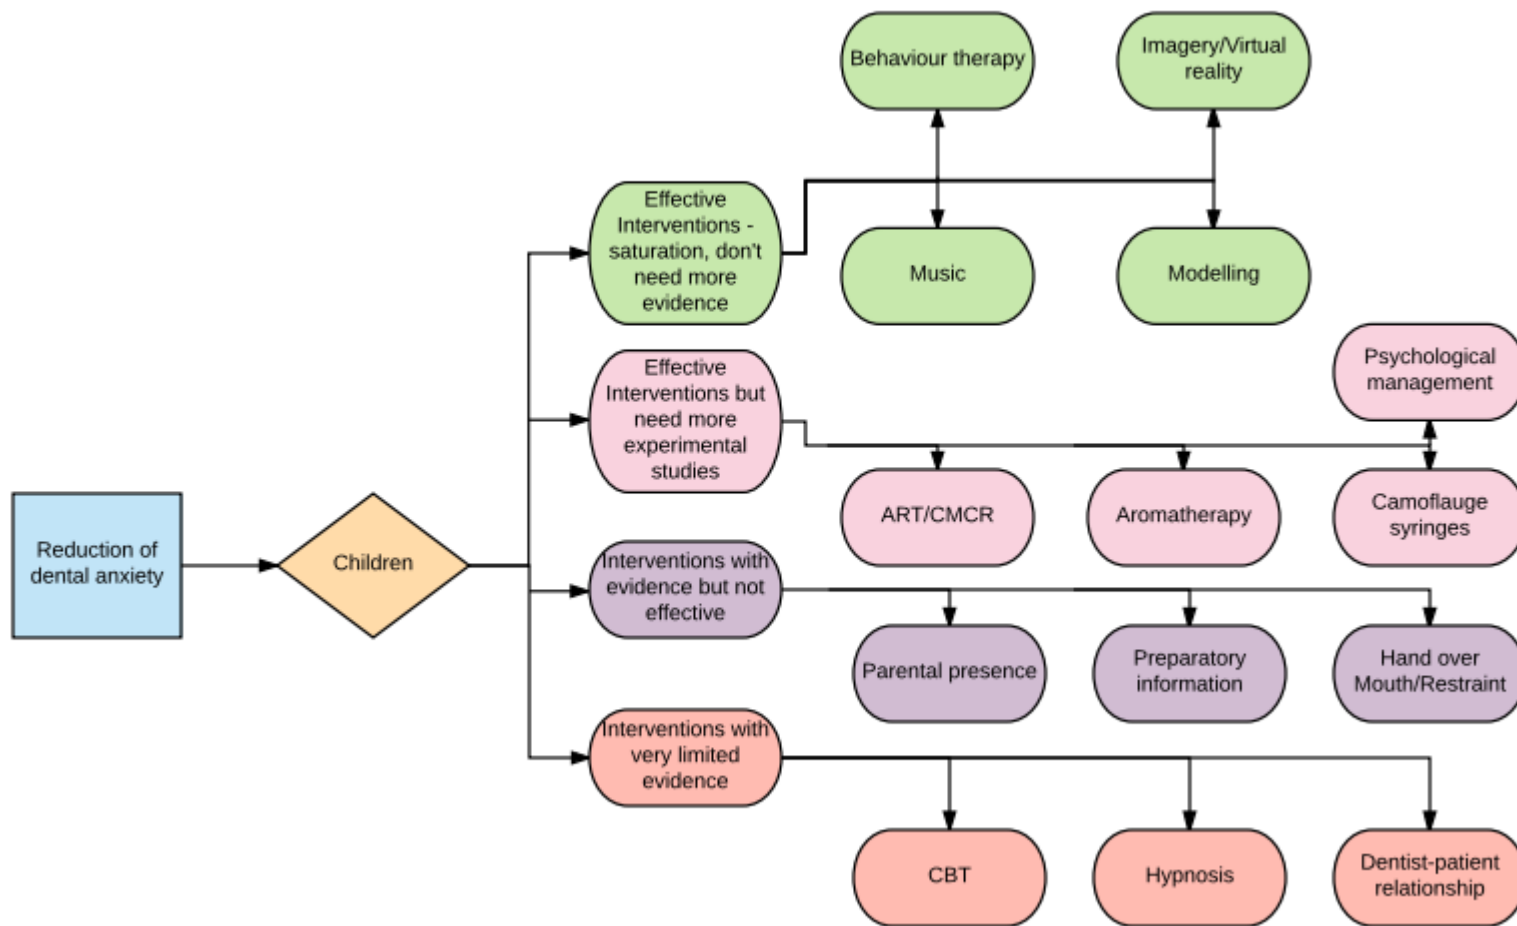 Reduction of
dental anxiety
Children
Effective
Interventions -
saturation, don't
need more
evidence
Behaviour therapy
Imagery/Virtual
reality
Music
Modelling
Effective
Interventions but
need more
experimental
studies
Psychological
management
ART/CMCR
Aromatherapy
Camoflauge
syringes
Interventions with
evidence but not
effective
Parental presence
Preparatory
information
Hand over
Mouth/Restraint
Interventions with
very limited
evidence
CBT
Hypnosis
Dentist-patient
relationship